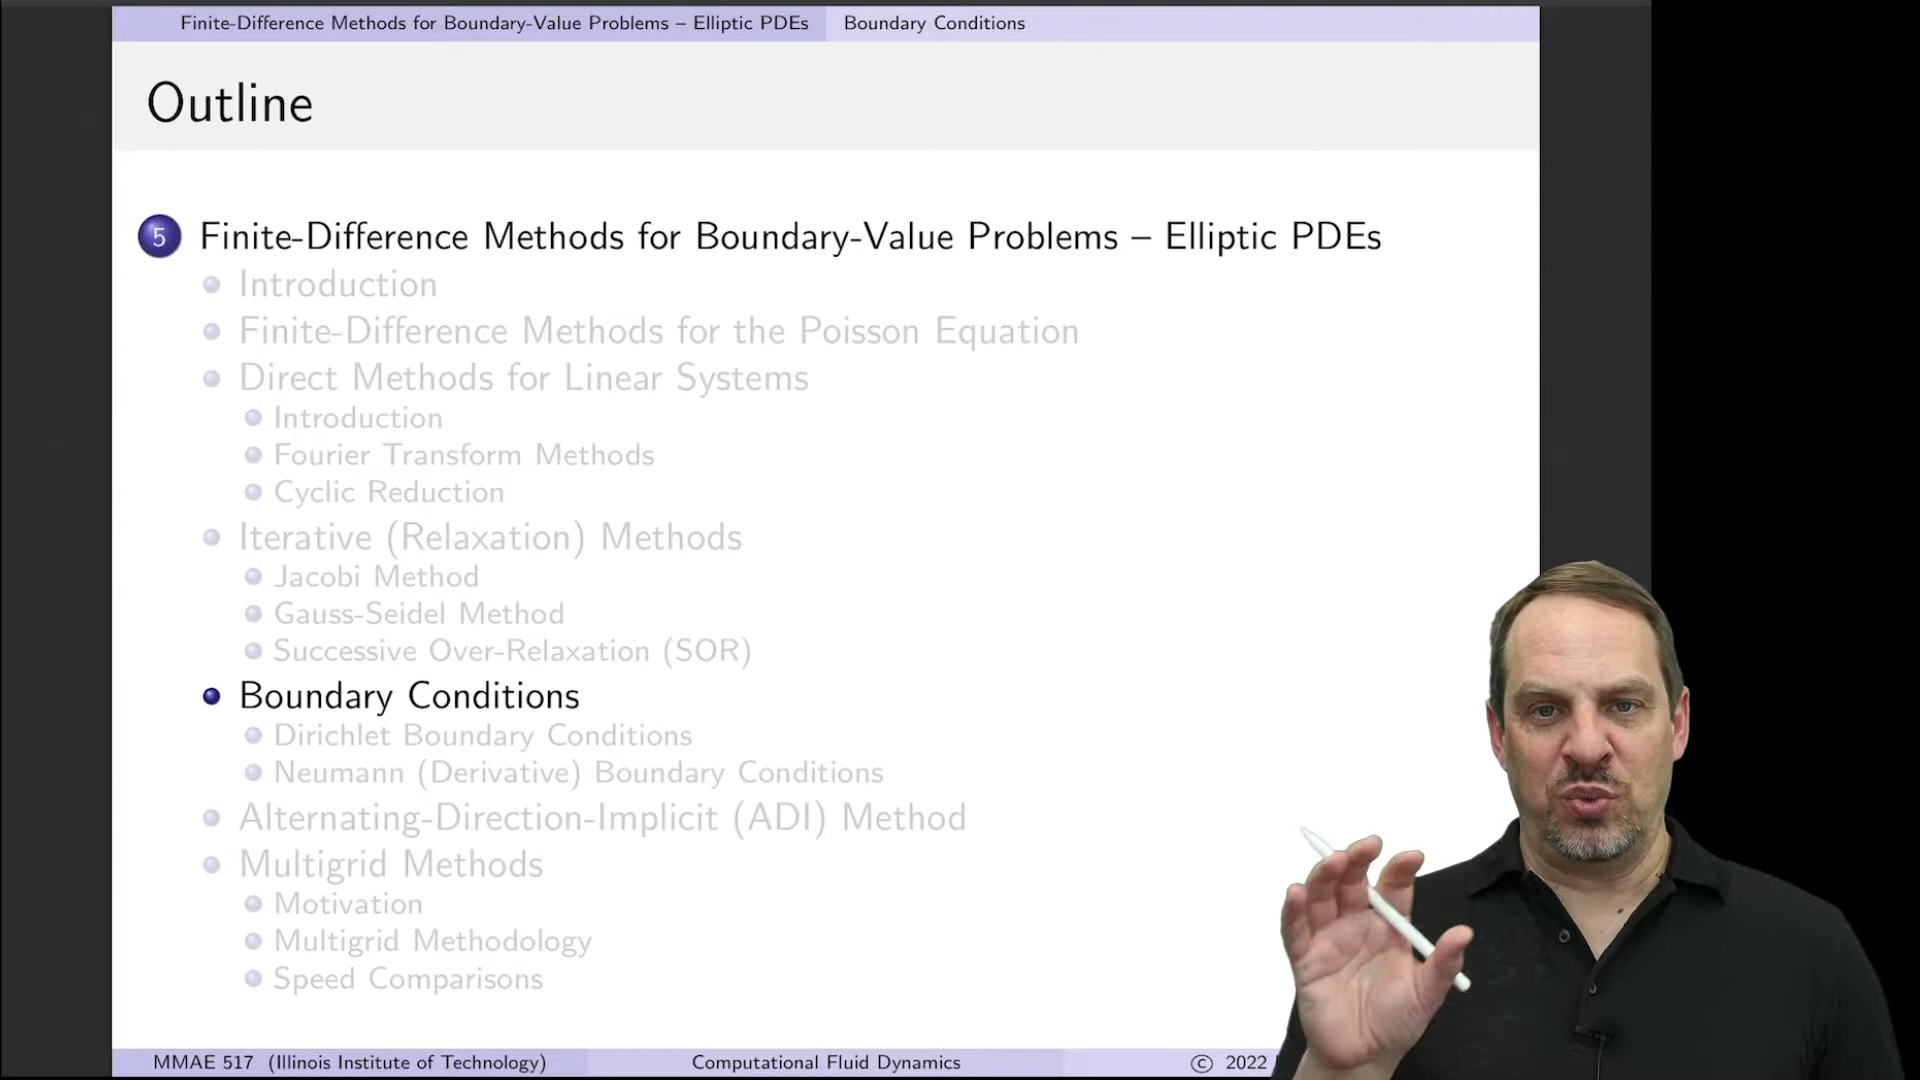 Finite-Difference Methods for Boundary-Value Problems – Elliptic PDEs Boundary Conditions
Outline
5 Finite-Difference Methods for Boundary-Value Problems – Elliptic PDEs
Introduction
Finite-Difference Methods for the Poisson Equation
Direct Methods for Linear Systems
Introduction
Fourier Transform Methods
Cyclic Reduction
Iterative (Relaxation) Methods
Jacobi Method
Gauss-Seidel Method
Successive Over-Relaxation (SOR)
Boundary Conditions
Dirichlet Boundary Conditions
Neumann (Derivative) Boundary Conditions
Alternating-Direction-Implicit (ADI) Method
Multigrid Methods
Motivation
Multigrid Methodology
Speed Comparisons
MMAE 517 (Illinois Institute of Technology) Computational Fluid Dynamics © 2022